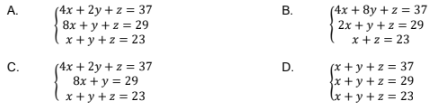 A. 4x + 2y + z = 37
8x + y + z = 29
x + y + z = 23
B. 4x + 8y + z = 37
2x + y + z = 29
x + z = 23
C. 4x + 2y + z = 37
8x + y = 29
x + y + z = 23
D. x + y + z = 37
x + y + z = 29
x + y + z = 23